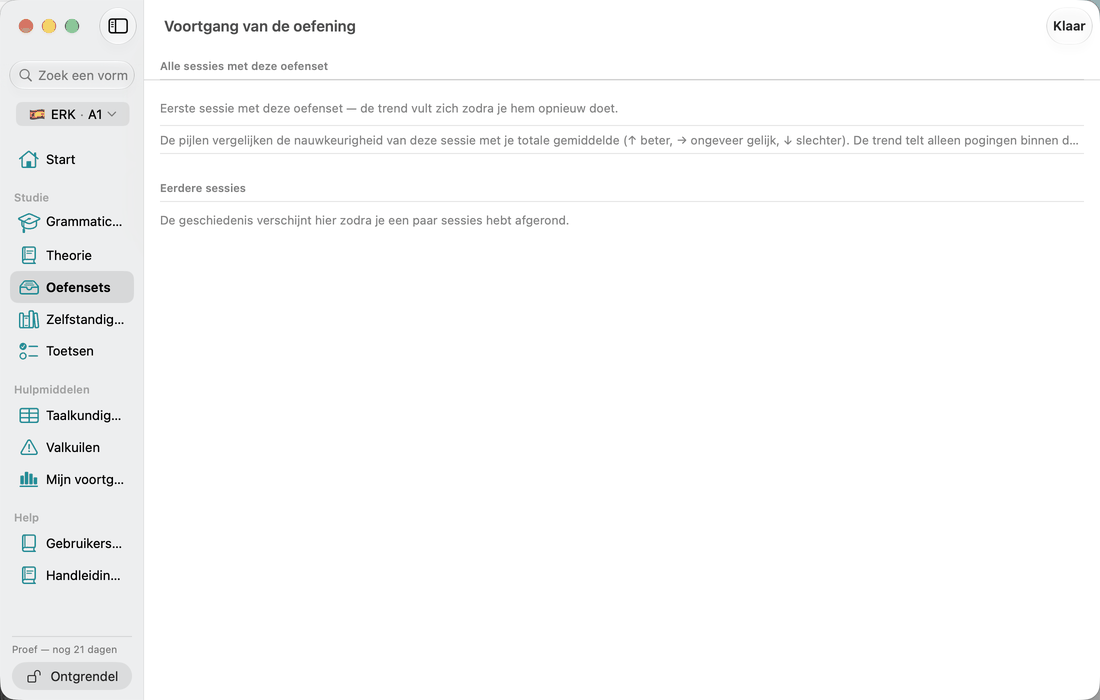 Voortgang van de oefening
Klaar
Zoek een vorm
ERK · A1
Start
Studie
Grammatic...
Theorie
Oefensets
Zelfstandig...
Toetsen
Hulpmiddelen
Taalkundig...
Valkuilen
Mijn voortg...
Help
Gebruikers...
Handleidin...
Proef — nog 21 dagen
Ontgrendel
Alle sessies met deze oefenset
Eerste sessie met deze oefenset — de trend vult zich zodra je hem opnieuw doet.
De pijlen vergelijken de nauwkeurigheid van deze sessie met je totale gemiddelde (↑ beter, → ongeveer gelijk, ↓ slechter). De trend telt alleen pogingen binnen d...
Eerdere sessies
De geschiedenis verschijnt hier zodra je een paar sessies hebt afgerond.